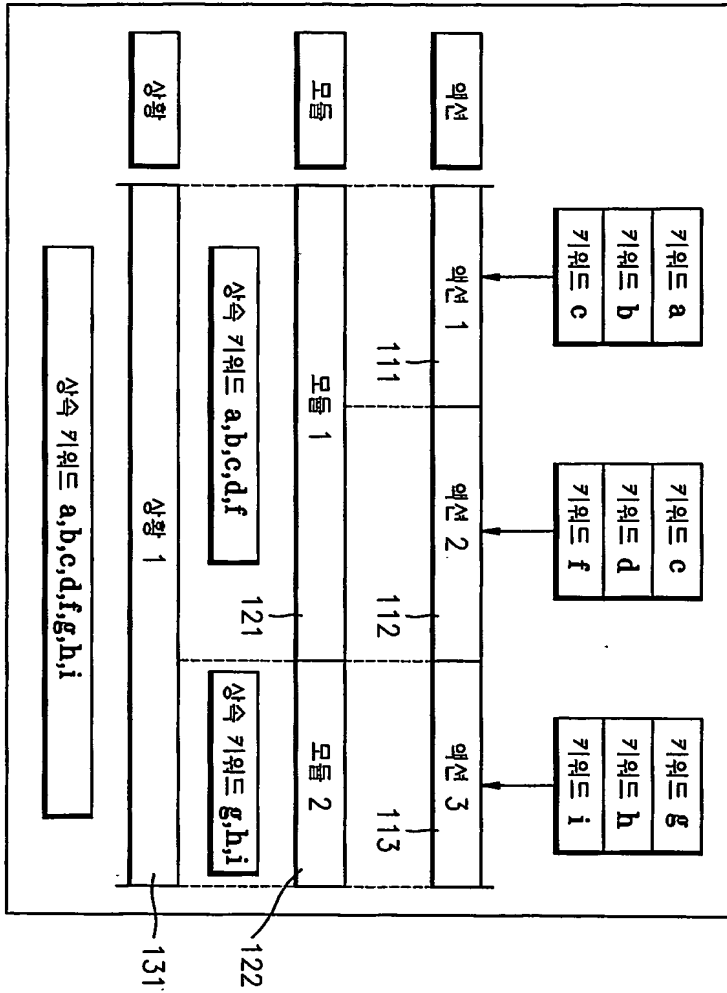 키워드 a
키워드 b
키워드 c
키워드 c
키워드 d
키워드 f
키워드 g
키워드 h
키워드 i
액션
액션 1
액션 2
액션 3
111
112
113
모듈
모듈 1
모듈 2
121
122
상속 키워드 a,b,c,d,f
상속 키워드 g,h,i
상황
상황 1
131
상속 키워드 a,b,c,d,f,g,h,i